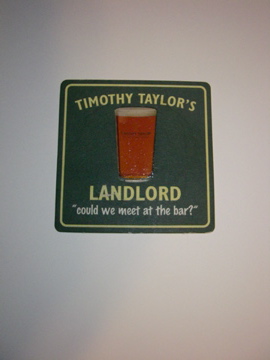 TIMOTHY TAYLOR'S
LANDLORD
"could we meet at the bar?"